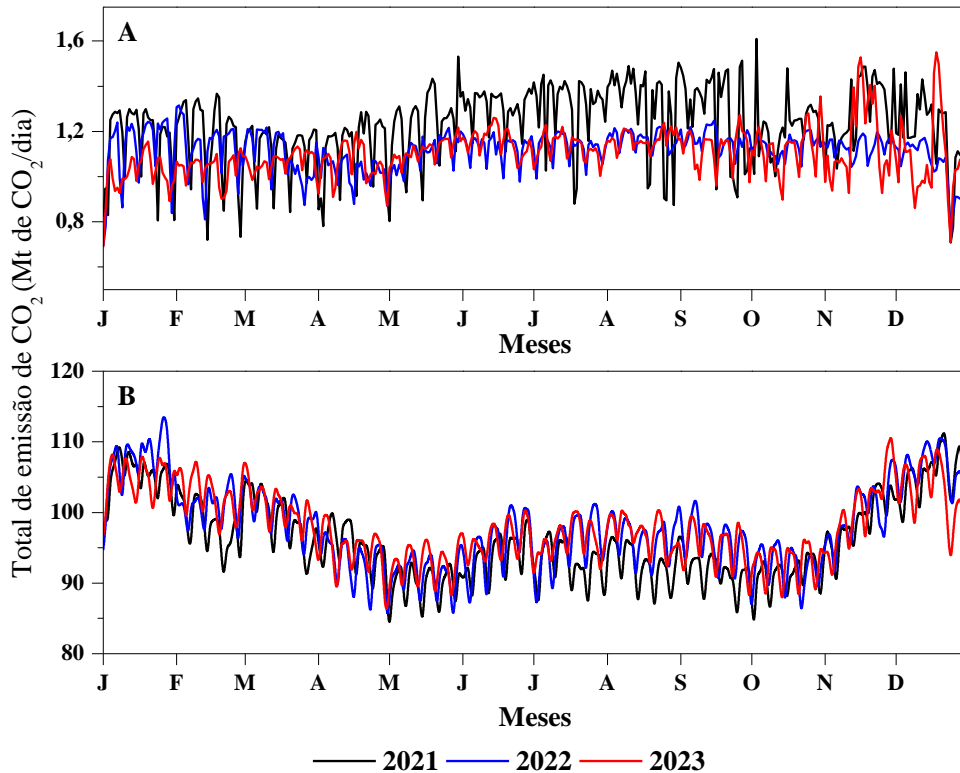 Total de emissão de CO₂ (Mt de CO₂/dia)
A
1,6
1,2
0,8
J F M A M J J A S O N D
Meses
B
120
110
100
90
80
J F M A M J J A S O N D
Meses
2021 2022 2023